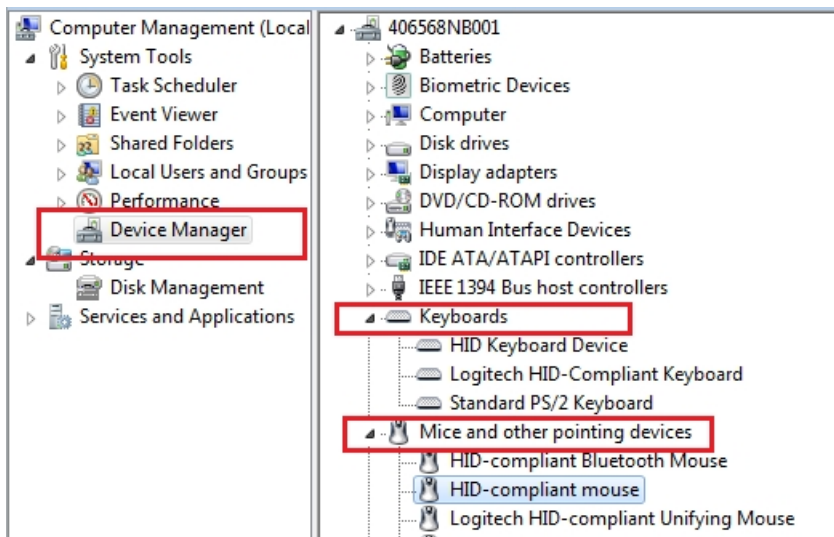 Computer Management (Local
System Tools
Task Scheduler
Event Viewer
Shared Folders
Local Users and Groups
Performance
Device Manager
Storage
Disk Management
Services and Applications
406568NB001
Batteries
Biometric Devices
Computer
Disk drives
Display adapters
DVD/CD-ROM drives
Human Interface Devices
IDE ATA/ATAPI controllers
IEEE 1394 Bus host controllers
Keyboards
HID Keyboard Device
Logitech HID-Compliant Keyboard
Standard PS/2 Keyboard
Mice and other pointing devices
HID-compliant Bluetooth Mouse
HID-compliant mouse
Logitech HID-compliant Unifying Mouse